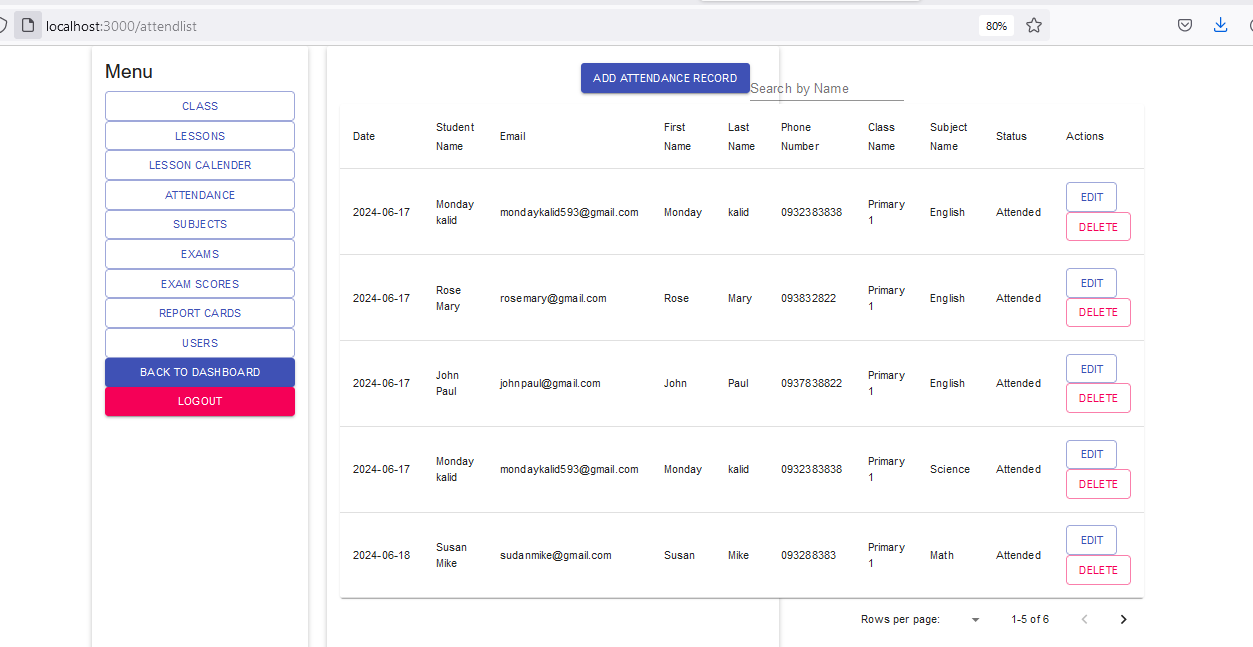 localhost:3000/attendlist
80%
Menu
CLASS
LESSONS
LESSON CALENDER
ATTENDANCE
SUBJECTS
EXAMS
EXAM SCORES
REPORT CARDS
USERS
BACK TO DASHBOARD
LOGOUT
ADD ATTENDANCE RECORD
Search by Name
Date Student Name Email First Name Last Name Phone Number Class Name Subject Name Status Actions
2024-06-17 Monday kalid mondaykalid593@gmail.com Monday kalid 0932383838 Primary 1 English Attended EDIT DELETE
2024-06-17 Rose Mary rosemary@gmail.com Rose Mary 093832822 Primary 1 English Attended EDIT DELETE
2024-06-17 John Paul johnpaul@gmail.com John Paul 0937838822 Primary 1 English Attended EDIT DELETE
2024-06-17 Monday kalid mondaykalid593@gmail.com Monday kalid 0932383838 Primary 1 Science Attended EDIT DELETE
2024-06-18 Susan Mike sudanmike@gmail.com Susan Mike 093288383 Primary 1 Math Attended EDIT DELETE
Rows per page: 1-5 of 6